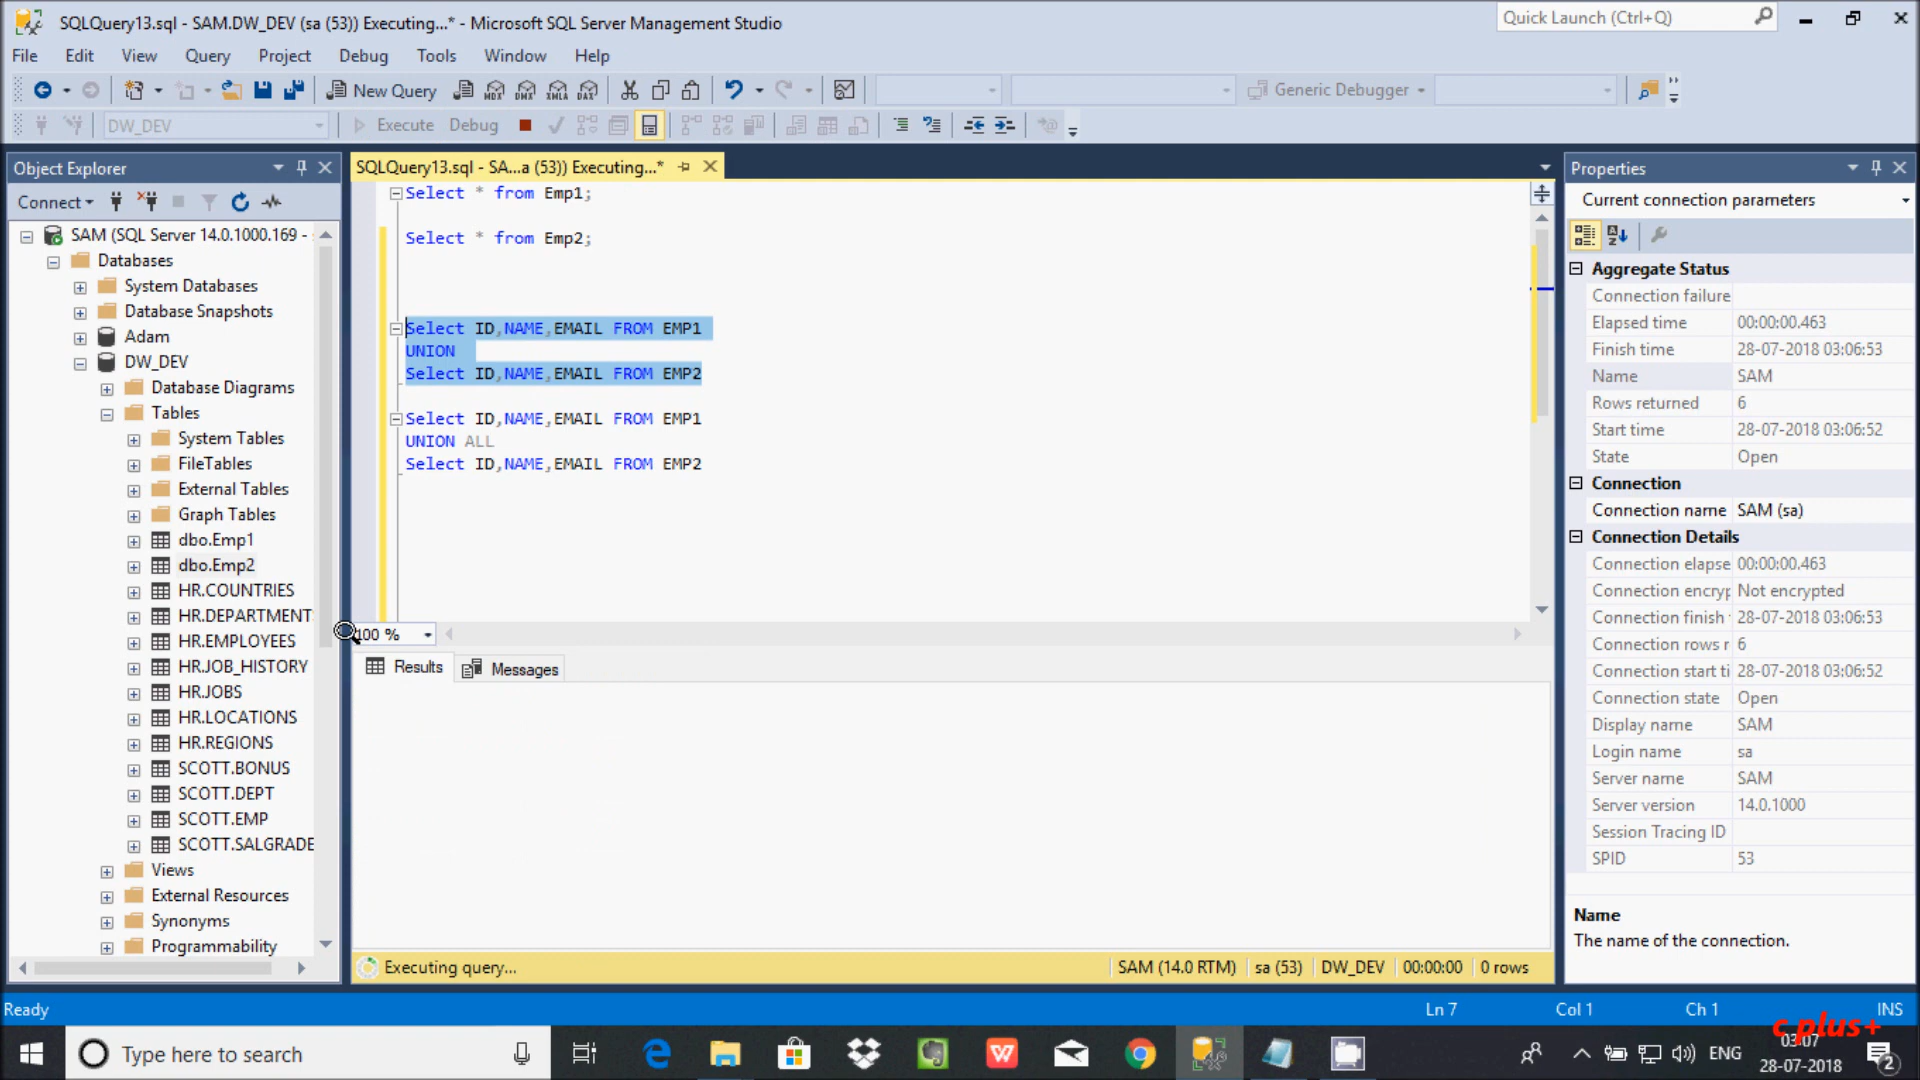 SQLQuery13.sql - SAM.DW_DEV (sa (53)) Executing...* - Microsoft SQL Server Management Studio
Quick Launch (Ctrl+Q)
File Edit View Query Project Debug Tools Window Help
New Query MDX DMX XMLA DAX Generic Debugger
DW_DEV Execute Debug
Object Explorer
Connect
SAM (SQL Server 14.0.1000.169 -
Databases
System Databases
Database Snapshots
Adam
DW_DEV
Database Diagrams
Tables
System Tables
FileTables
External Tables
Graph Tables
dbo.Emp1
dbo.Emp2
HR.COUNTRIES
HR.DEPARTMENT
HR.EMPLOYEES
HR.JOB_HISTORY
HR.JOBS
HR.LOCATIONS
HR.REGIONS
SCOTT.BONUS
SCOTT.DEPT
SCOTT.EMP
SCOTT.SALGRADE
Views
External Resources
Synonyms
Programmability
SQLQuery13.sql - SA...a (53)) Executing...*
Select * from Emp1;
Select * from Emp2;
Select ID,NAME,EMAIL FROM EMP1
UNION
Select ID,NAME,EMAIL FROM EMP2
Select ID,NAME,EMAIL FROM EMP1
UNION ALL
Select ID,NAME,EMAIL FROM EMP2
100 %
Results Messages
Executing query... SAM (14.0 RTM) sa (53) DW_DEV 00:00:00 0 rows
Properties
Current connection parameters
Aggregate Status
Connection failure
Elapsed time 00:00:00.463
Finish time 28-07-2018 03:06:53
Name SAM
Rows returned 6
Start time 28-07-2018 03:06:52
State Open
Connection
Connection name SAM (sa)
Connection Details
Connection elapse 00:00:00.463
Connection encryp Not encrypted
Connection finish 28-07-2018 03:06:53
Connection rows r 6
Connection start ti 28-07-2018 03:06:52
Connection state Open
Display name SAM
Login name sa
Server name SAM
Server version 14.0.1000
Session Tracing ID
SPID 53
Name
The name of the connection.
Ready Ln 7 Col 1 Ch 1 INS
c plus+
Type here to search
ENG
03:07
28-07-2018
2